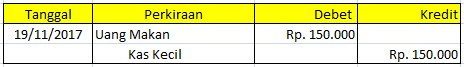 Tanggal Perkiraan Debet Kredit
19/11/2017 Uang Makan Rp. 150.000
Kas Kecil Rp. 150.000